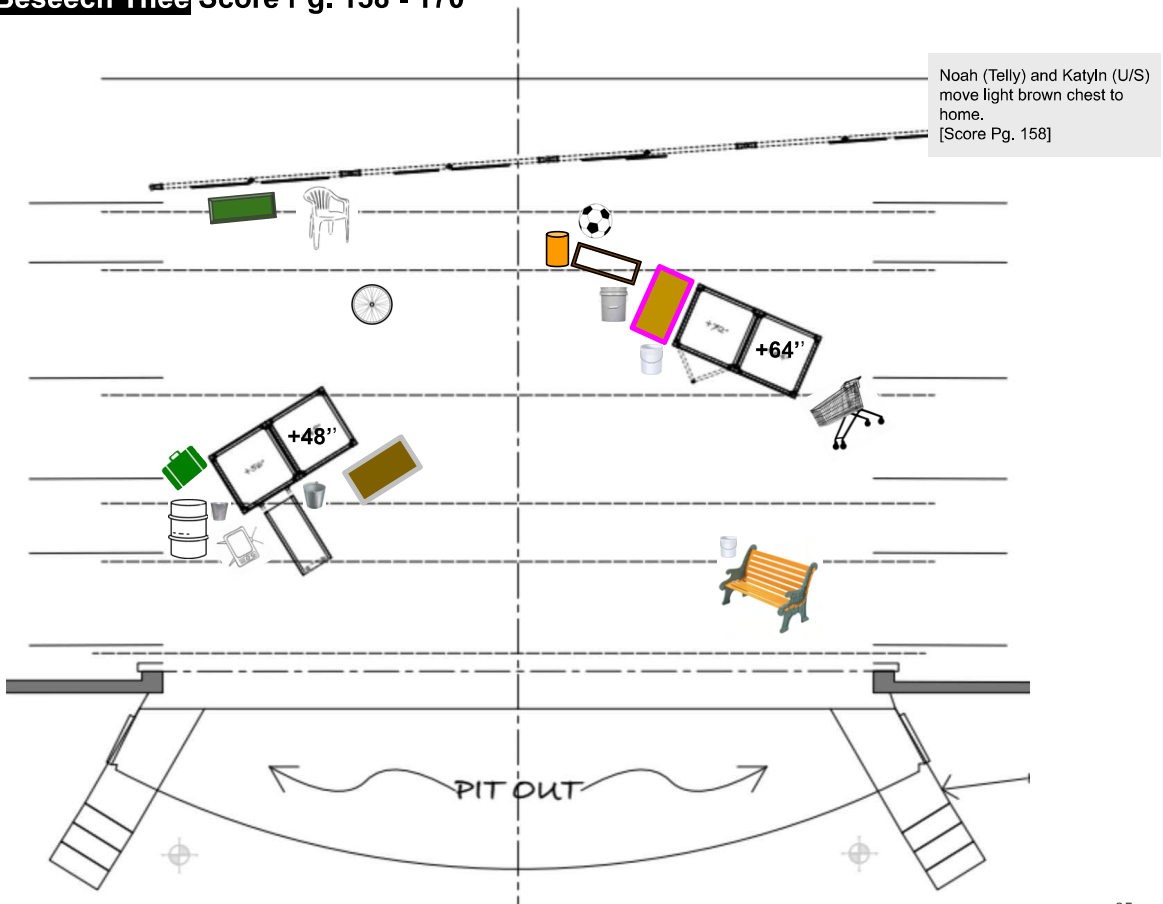 Beseech Thee Score Pg. 158 - 170
Noah (Telly) and Katyln (U/S)
move light brown chest to
home.
[Score Pg. 158]
+72"
+64’’
+48’’
PIT OUT